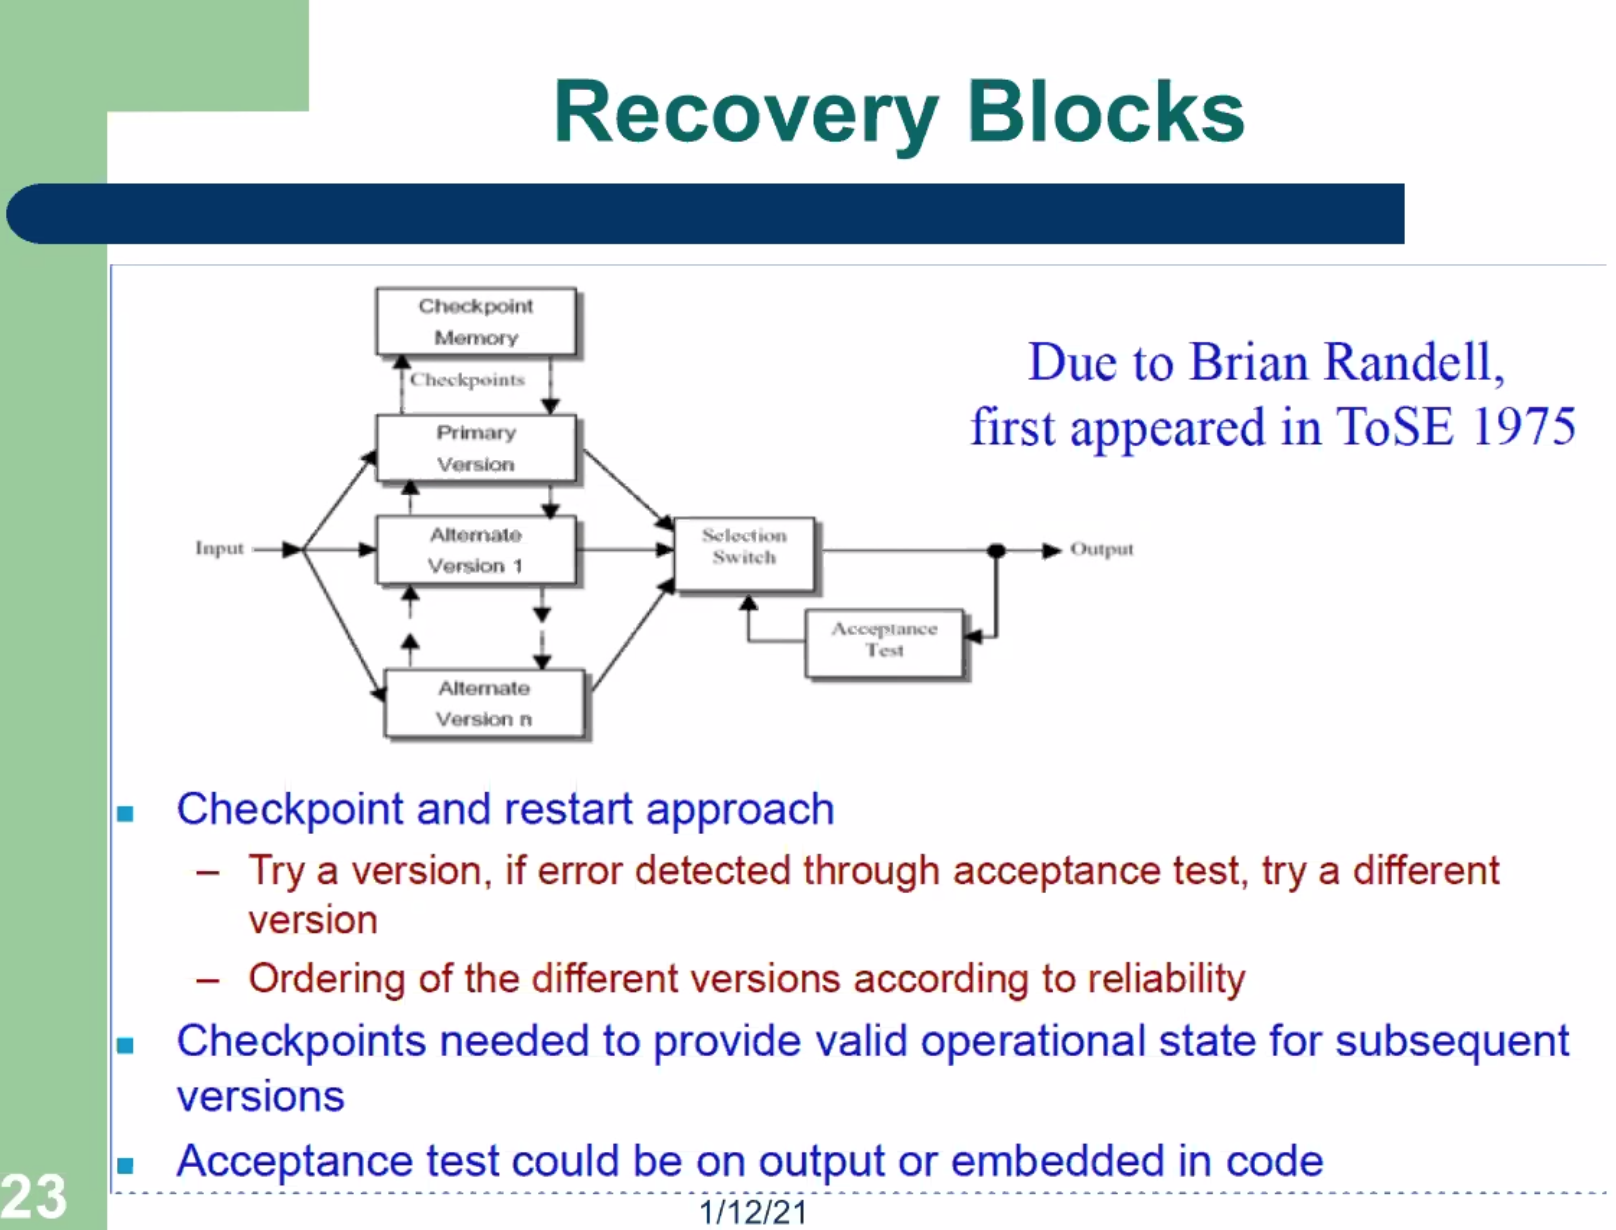 Recovery Blocks
Checkpoint
Memory
Checkpoints
Due to Brian Randell,
first appeared in ToSE 1975
Primary
Version
Input
Alternate
Version 1
Selection
Switch
Output
Acceptance
Test
Alternate
Version n
Checkpoint and restart approach
– Try a version, if error detected through acceptance test, try a different
version
– Ordering of the different versions according to reliability
Checkpoints needed to provide valid operational state for subsequent
versions
Acceptance test could be on output or embedded in code
23
1/12/21